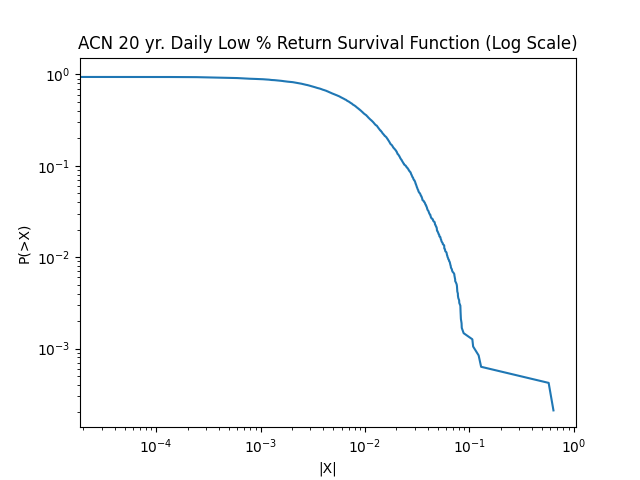 ACN 20 yr. Daily Low % Return Survival Function (Log Scale)
10⁰
10⁻¹
10⁻²
10⁻³
P(>X)
10⁻⁴ 10⁻³ 10⁻² 10⁻¹ 10⁰
|X|